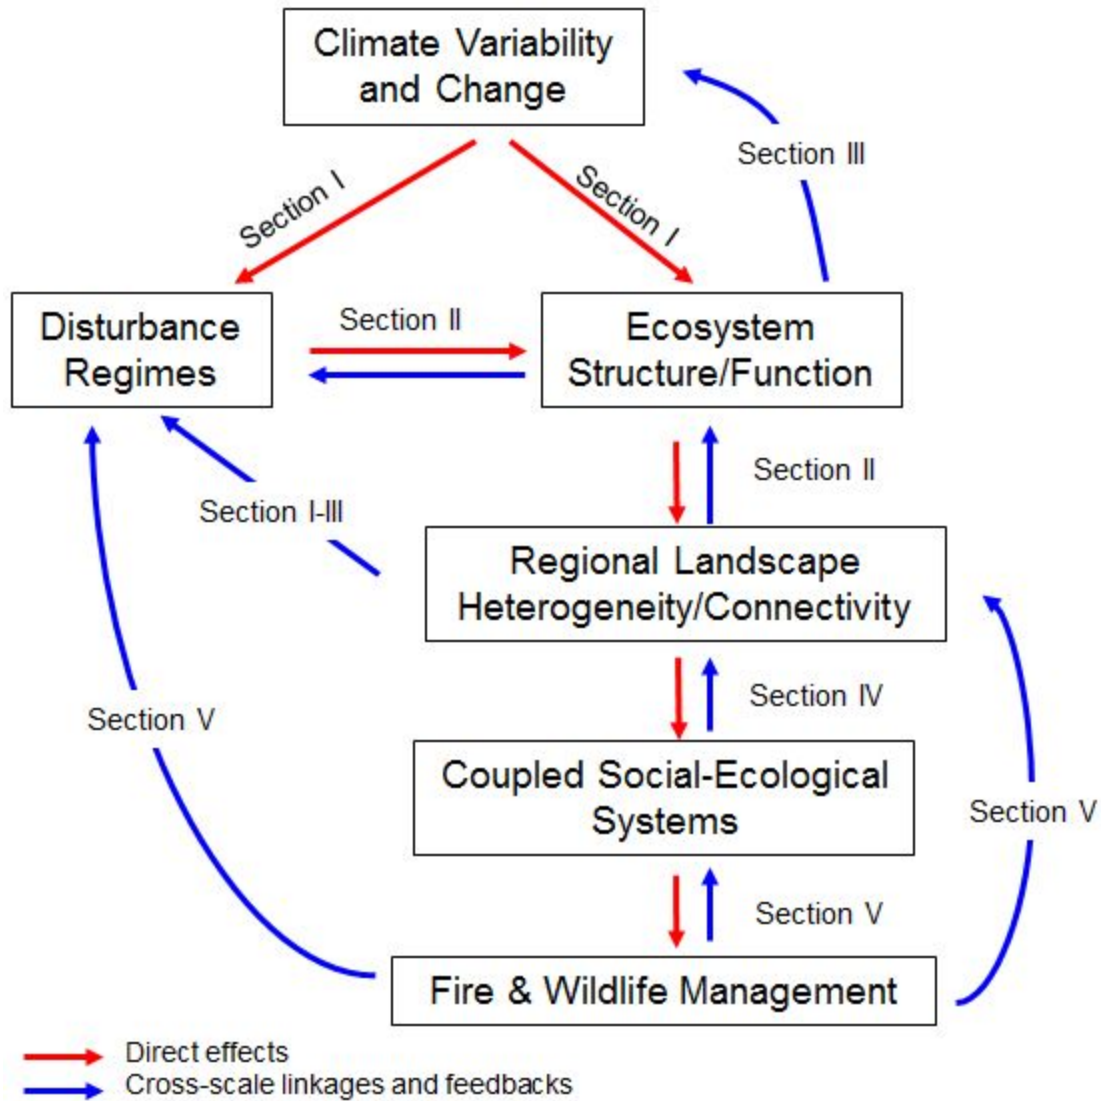 Climate Variability
and Change
Section III
Section I
Section I
Disturbance
Regimes
Section II
Ecosystem
Structure/Function
Section II
Section I-III
Regional Landscape
Heterogeneity/Connectivity
Section IV
Section V
Coupled Social-Ecological
Systems
Section V
Section V
Fire & Wildlife Management
Direct effects
Cross-scale linkages and feedbacks